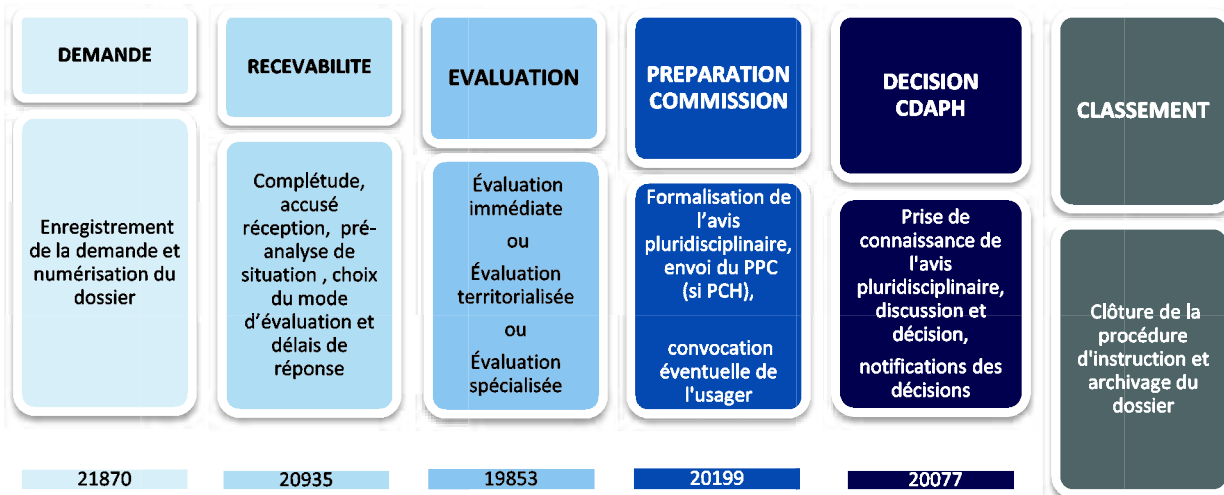 DEMANDE
Enregistrement
de la demande et
numérisation du
dossier
21870
RECEVABILITE
Complétude,
accusé
réception, pré-
analyse de
situation , choix
du mode
d'évaluation et
délais de
réponse
20935
EVALUATION
Évaluation
immédiate
ou
Évaluation
territorialisée
ou
Évaluation
spécialisée
19853
PREPARATION
COMMISSION
Formalisation de
l'avis
pluridisciplinaire,
envoi du PPC
(si PCH),
convocation
éventuelle de
l'usager
20199
DECISION
CDAPH
Prise de
connaissance de
l'avis
pluridisciplinaire,
discussion et
décision,
notifications des
décisions
20077
CLASSEMENT
Clôture de la
procédure
d'instruction et
archivage du
dossier